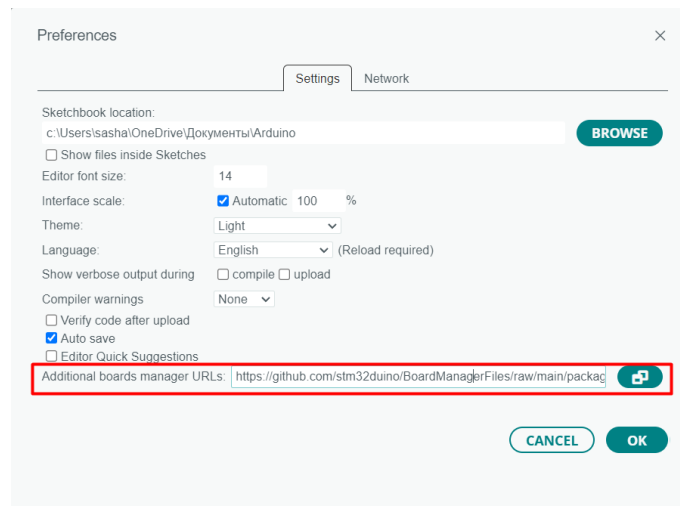 Preferences
Settings Network
Sketchbook location:
c:\Users\sasha\OneDrive\Документы\Arduino BROWSE
Show files inside Sketches
Editor font size: 14
Interface scale: Automatic 100 %
Theme: Light
Language: English (Reload required)
Show verbose output during compile upload
Compiler warnings None
Verify code after upload
Auto save
Editor Quick Suggestions
Additional boards manager URLs: https://github.com/stm32duino/BoardManagerFiles/raw/main/packag
CANCEL OK